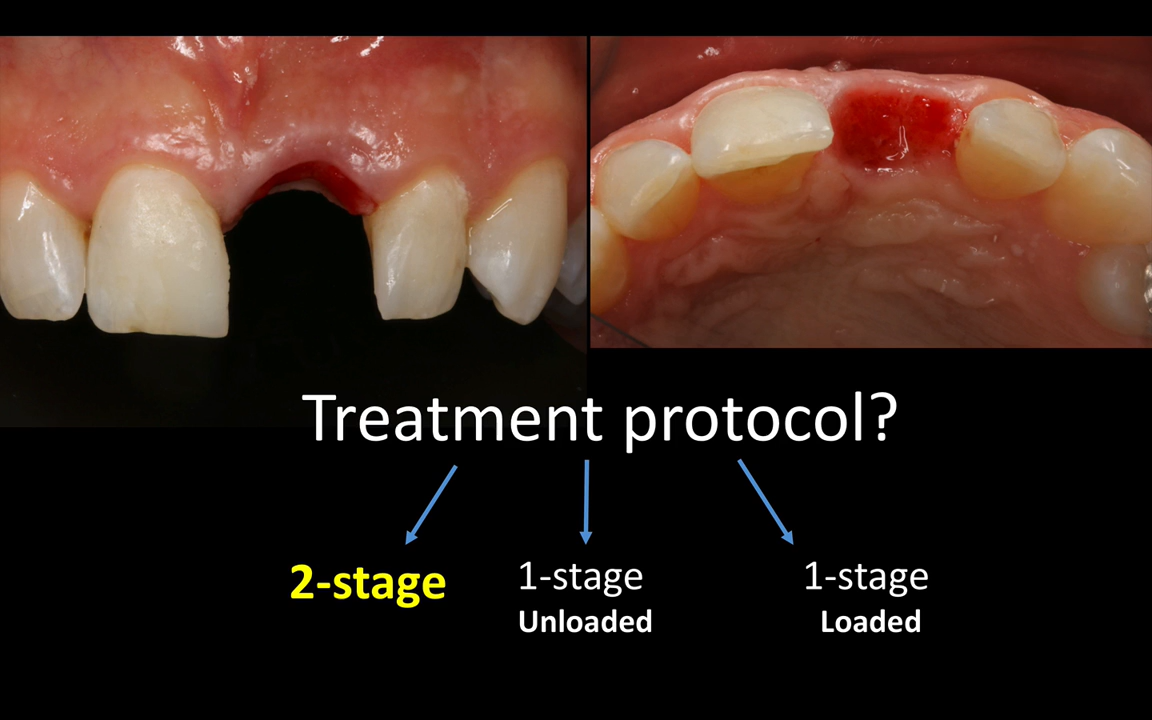 Treatment protocol?
2-stage
1-stage
Unloaded
1-stage
Loaded